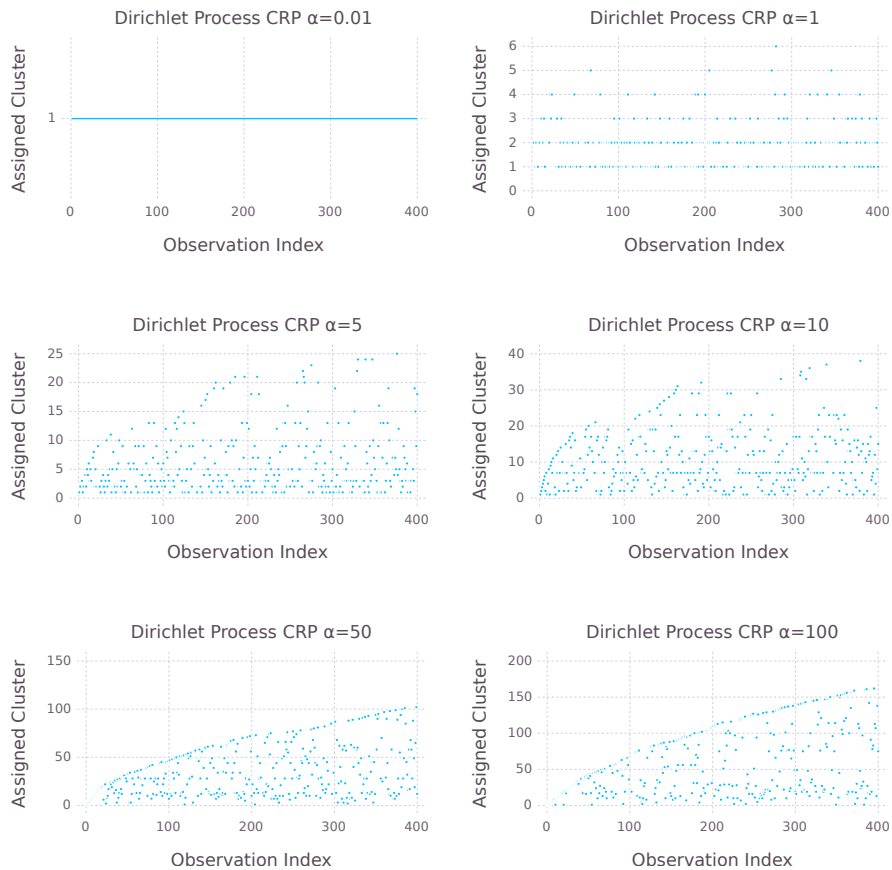 Dirichlet Process CRP α=0.01
Assigned Cluster
1
0 100 200 300 400
Observation Index
Dirichlet Process CRP α=1
Assigned Cluster
6
5
4
3
2
1
0
0 100 200 300 400
Observation Index
Dirichlet Process CRP α=5
Assigned Cluster
25
20
15
10
5
0
0 100 200 300 400
Observation Index
Dirichlet Process CRP α=10
Assigned Cluster
40
30
20
10
0
0 100 200 300 400
Observation Index
Dirichlet Process CRP α=50
Assigned Cluster
150
100
50
0
0 100 200 300 400
Observation Index
Dirichlet Process CRP α=100
Assigned Cluster
200
150
100
50
0
0 100 200 300 400
Observation Index